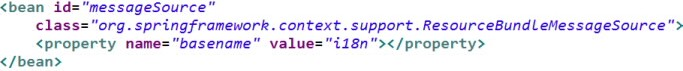 <bean id="messageSource"
class="org.springframework.context.support.ResourceBundleMessageSource">
<property name="basename" value="i18n"></property>
</bean>